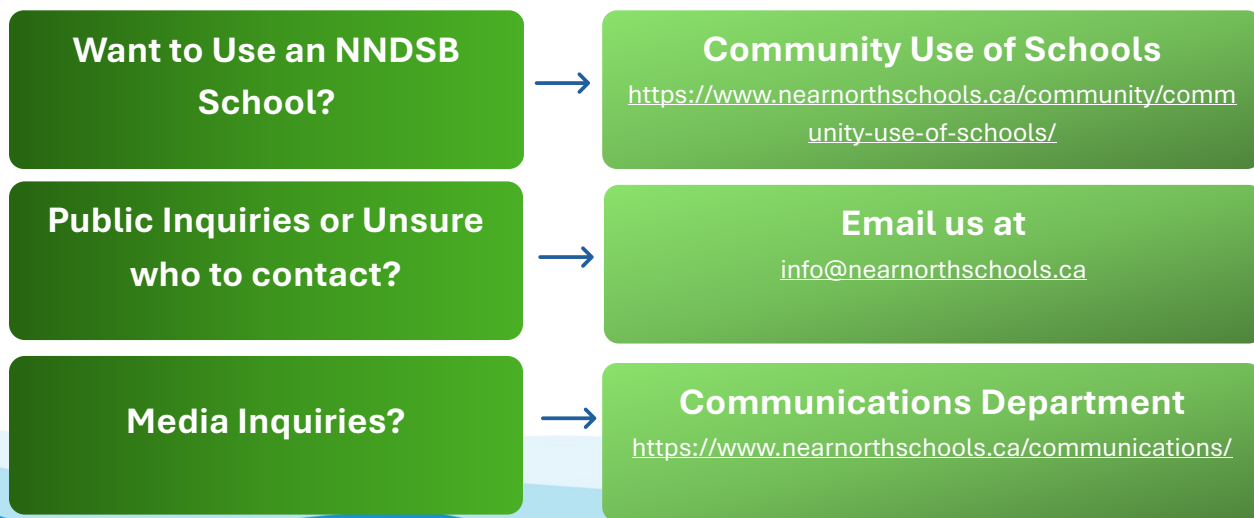 Want to Use an NNDSB
School?
Community Use of Schools
https://www.nearnorthschools.ca/community/comm
unity-use-of-schools/
Public Inquiries or Unsure
who to contact?
Email us at
info@nearnorthschools.ca
Media Inquiries?
Communications Department
https://www.nearnorthschools.ca/communications/